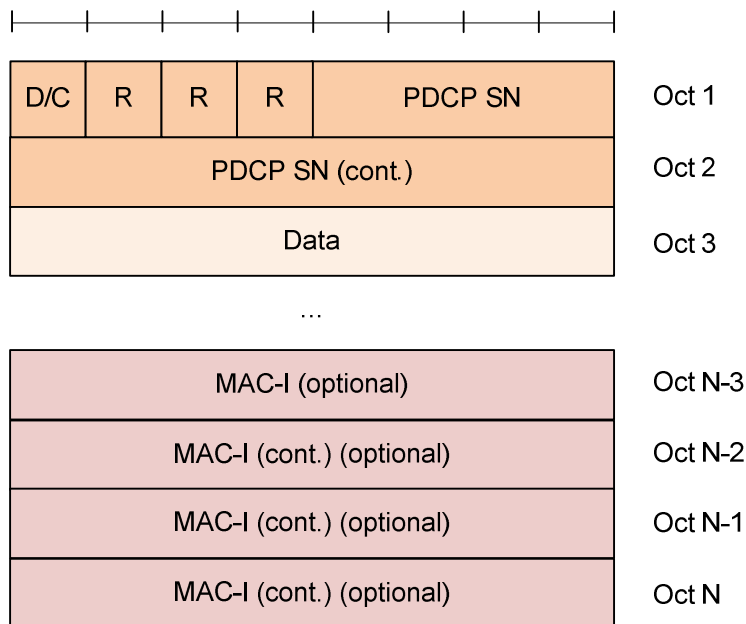 D/C R R R PDCP SN Oct 1
PDCP SN (cont.) Oct 2
Data Oct 3
...
MAC-I (optional) Oct N-3
MAC-I (cont.) (optional) Oct N-2
MAC-I (cont.) (optional) Oct N-1
MAC-I (cont.) (optional) Oct N